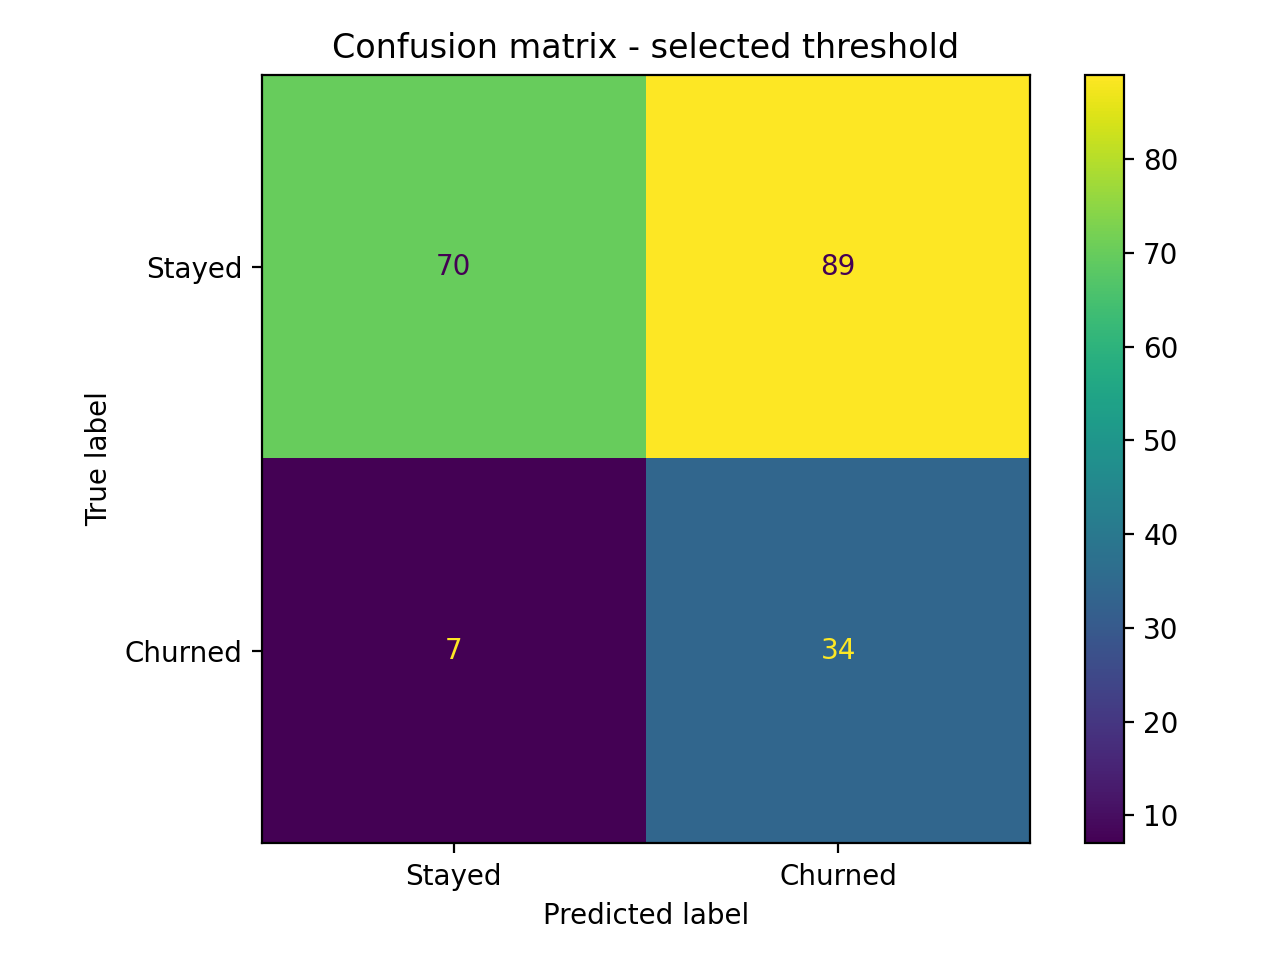 Confusion matrix - selected threshold
Stayed
70
89
Churned
7
34
True label
Stayed
Churned
Predicted label
80
70
60
50
40
30
20
10